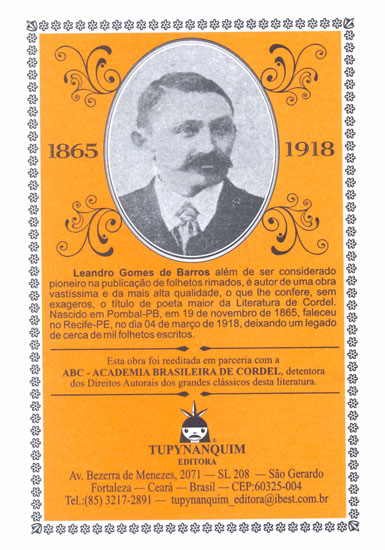 1865 1918
Leandro Gomes de Barros além de ser considerado
pioneiro na publicação de folhetos rimados, é autor de uma obra
vastíssima e da mais alta qualidade, o que lhe confere, sem
exageros, o título de poeta maior da Literatura de Cordel.
Nascido em Pombal-PB, em 19 de novembro de 1865, faleceu
no Recife-PE, no dia 04 de março de 1918, deixando um legado
de cerca de mil folhetos escritos.
Esta obra foi reeditada em parceria com a
ABC - ACADEMIA BRASILEIRA DE CORDEL, detentora
dos Direitos Autorais dos grandes clássicos desta literatura.
®
TUPYNANQUIM
EDITORA
Av. Bezerra de Menezes, 2071 — SL 208 — São Gerardo
Fortaleza — Ceará — Brasil — CEP:60325-004
Tel.:(85) 3217-2891 — tupynanquim_editora@ibest.com.br